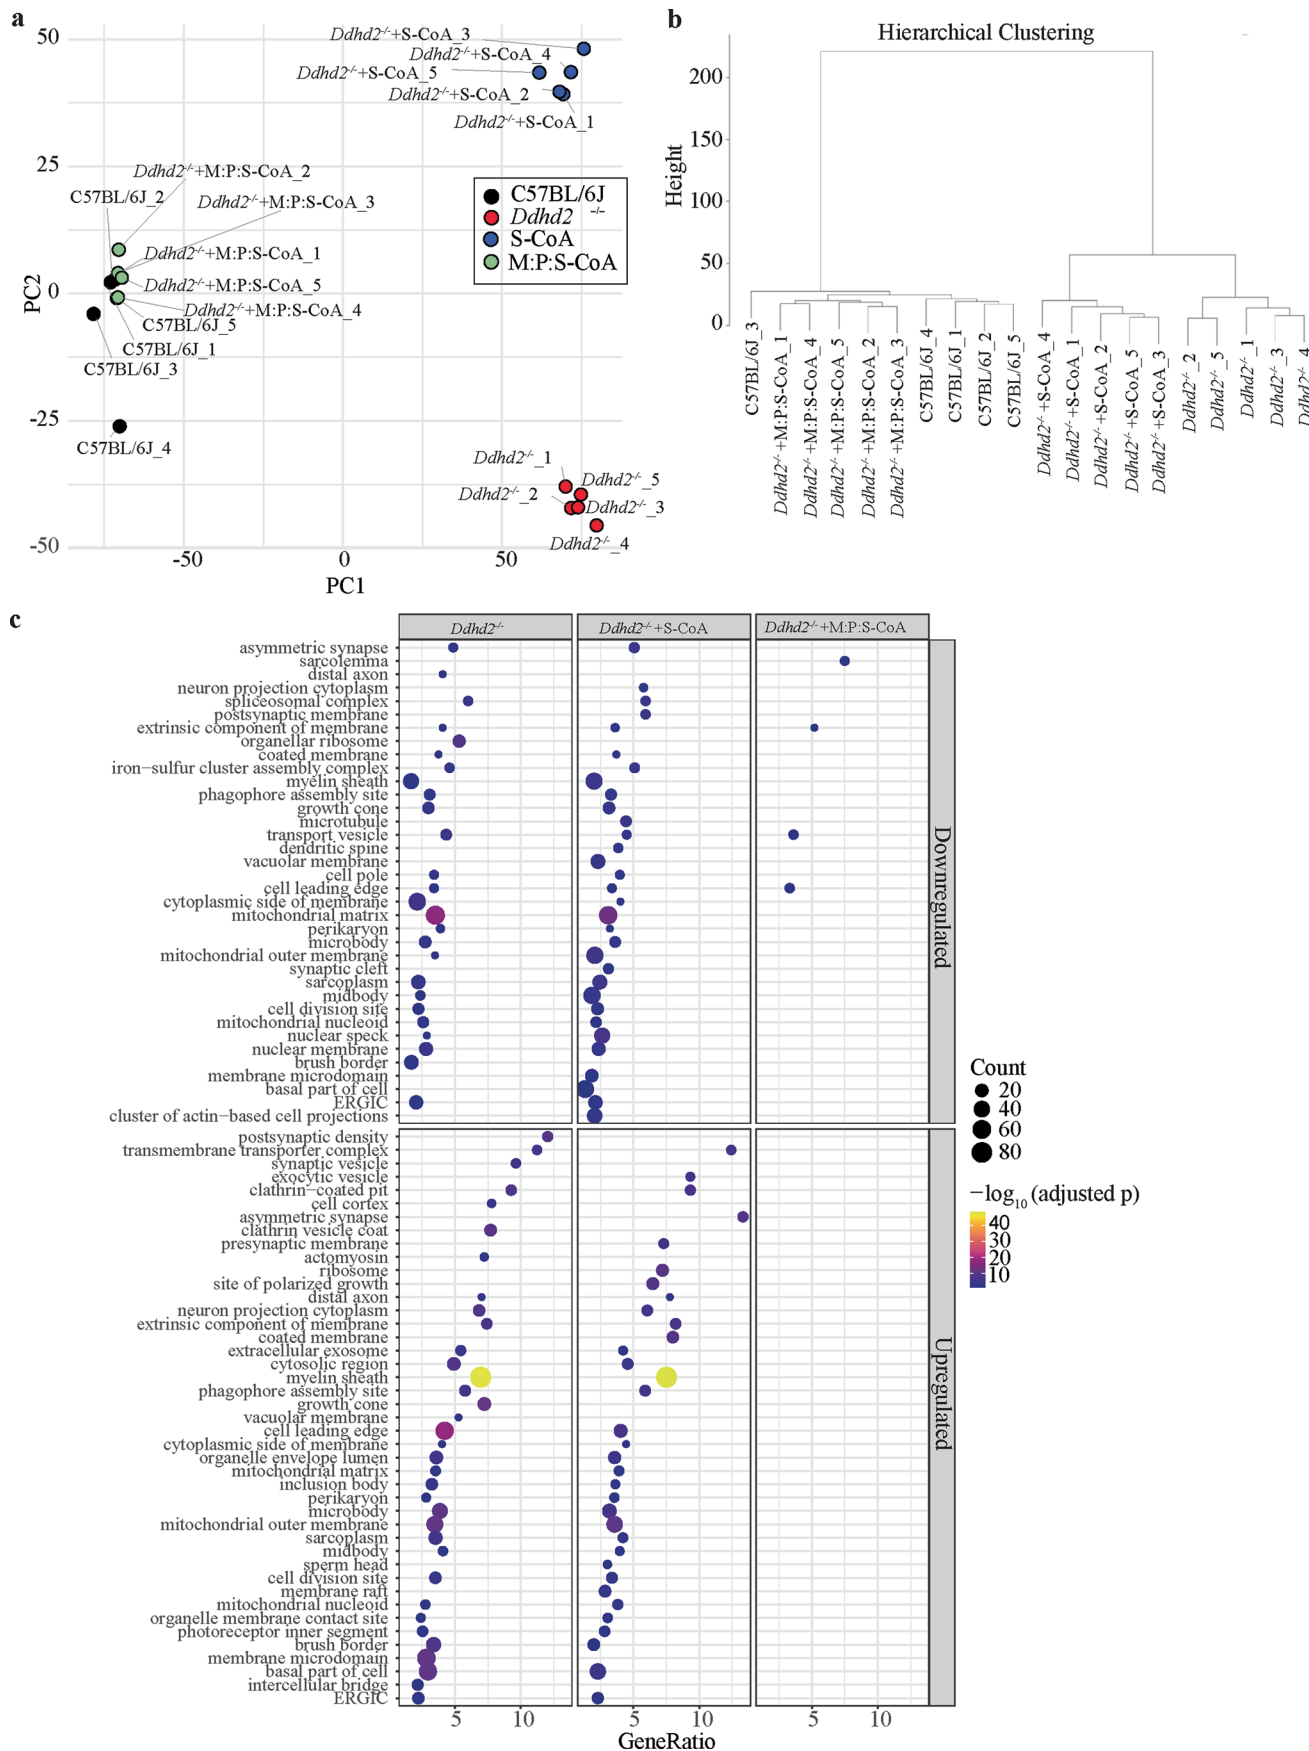 a
50
25
0
-25
-50
PC2
-50
0
50
PC1
Ddhd2-/-+S-CoA_3
Ddhd2-/-+S-CoA_4
Ddhd2-/-+S-CoA_5
Ddhd2-/-+S-CoA_2
Ddhd2-/-+S-CoA_1
Ddhd2-/-+M:P:S-CoA_2
C57BL/6J_2
Ddhd2-/-+M:P:S-CoA_3
Ddhd2-/-+M:P:S-CoA_1
Ddhd2-/-+M:P:S-CoA_5
Ddhd2-/-+M:P:S-CoA_4
C57BL/6J_5
C57BL/6J_1
C57BL/6J_3
C57BL/6J_4
Ddhd2-/-_1
Ddhd2-/-_5
Ddhd2-/-_2
Ddhd2-/-_3
Ddhd2-/-_4
C57BL/6J
Ddhd2 -/-
S-CoA
M:P:S-CoA
b
Hierarchical Clustering
Height
200
150
100
50
0
C57BL/6J_3
Ddhd2-/-+M:P:S-CoA_1
Ddhd2-/-+M:P:S-CoA_4
Ddhd2-/-+M:P:S-CoA_5
Ddhd2-/-+M:P:S-CoA_2
Ddhd2-/-+M:P:S-CoA_3
C57BL/6J_4
C57BL/6J_1
C57BL/6J_2
C57BL/6J_5
Ddhd2-/-+S-CoA_4
Ddhd2-/-+S-CoA_1
Ddhd2-/-+S-CoA_2
Ddhd2-/-+S-CoA_5
Ddhd2-/-+S-CoA_3
Ddhd2-/-_2
Ddhd2-/-_5
Ddhd2-/-_1
Ddhd2-/-_3
Ddhd2-/-_4
c
Ddhd2-/-
Ddhd2-/-+S-CoA
Ddhd2-/-+M:P:S-CoA
asymmetric synapse
sarcolemma
distal axon
neuron projection cytoplasm
spliceosomal complex
postsynaptic membrane
extrinsic component of membrane
organellar ribosome
coated membrane
iron−sulfur cluster assembly complex
myelin sheath
phagophore assembly site
growth cone
microtubule
transport vesicle
dendritic spine
vacuolar membrane
cell pole
cell leading edge
cytoplasmic side of membrane
mitochondrial matrix
perikaryon
microbody
mitochondrial outer membrane
synaptic cleft
sarcoplasm
midbody
cell division site
mitochondrial nucleoid
nuclear speck
nuclear membrane
brush border
membrane microdomain
basal part of cell
ERGIC
cluster of actin−based cell projections
Downregulated
postsynaptic density
transmembrane transporter complex
synaptic vesicle
exocytic vesicle
clathrin−coated pit
cell cortex
asymmetric synapse
clathrin vesicle coat
presynaptic membrane
actomyosin
ribosome
site of polarized growth
distal axon
neuron projection cytoplasm
extrinsic component of membrane
coated membrane
extracellular exosome
cytosolic region
myelin sheath
phagophore assembly site
growth cone
vacuolar membrane
cell leading edge
cytoplasmic side of membrane
organelle envelope lumen
mitochondrial matrix
inclusion body
perikaryon
microbody
mitochondrial outer membrane
sarcoplasm
midbody
sperm head
cell division site
membrane raft
mitochondrial nucleoid
organelle membrane contact site
photoreceptor inner segment
brush border
membrane microdomain
basal part of cell
intercellular bridge
ERGIC
Upregulated
5 10
5 10
5 10
GeneRatio
Count
20
40
60
80
−log10 (adjusted p)
40
30
20
10